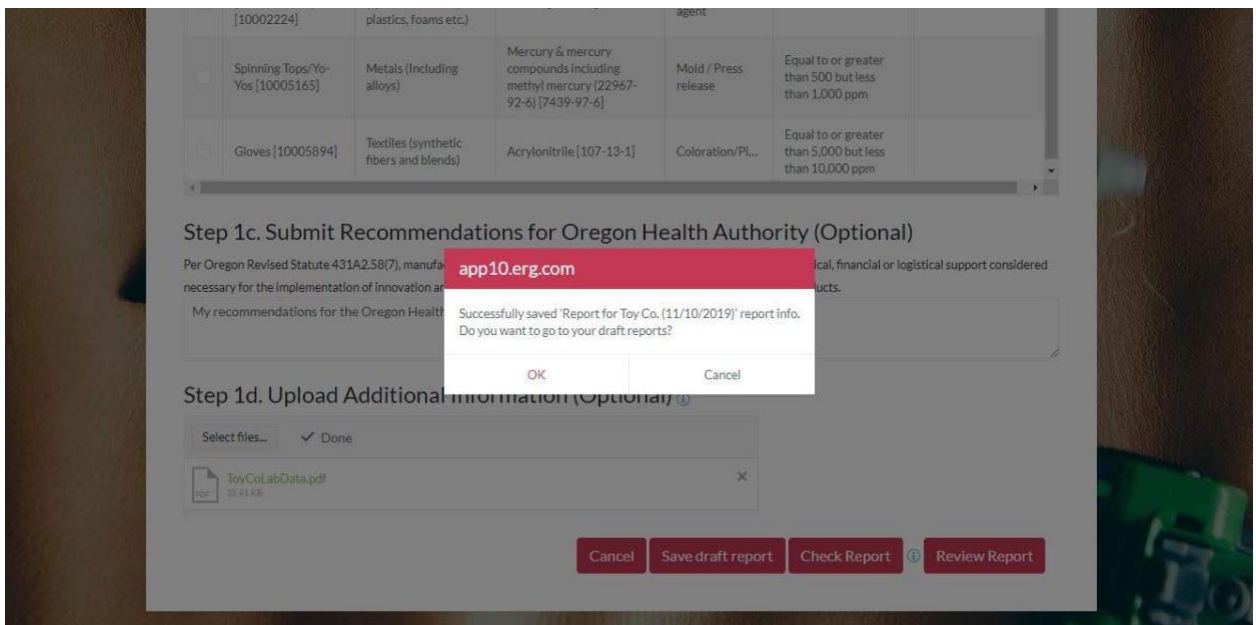 [10002224]
plastics, foams etc.)
agent
Spinning Tops/Yo-
Yos [10005165]
Metals (Including
alloys)
Mercury & mercury
compounds including
methyl mercury (22967-
92-6) [7439-97-6]
Mold / Press
release
Equal to or greater
than 500 but less
than 1,000 ppm
Gloves [10005894]
Textiles (synthetic
fibers and blends)
Acrylonitrile [107-13-1]
Coloration/Pi...
Equal to or greater
than 5,000 but less
than 10,000 ppm
Step 1c. Submit Recommendations for Oregon Health Authority (Optional)
Per Oregon Revised Statute 431A2.58(7), manufa ical, financial or logistical support considered
necessary for the implementation of innovation ar ucts.
My recommendations for the Oregon Health
app10.erg.com
Successfully saved 'Report for Toy Co. (11/10/2019)' report info.
Do you want to go to your draft reports?
OK Cancel
Step 1d. Upload Additional Information (Optional)
Select files... ✓ Done
ToyCoLabData.pdf
31.41 KB
Cancel Save draft report Check Report Review Report